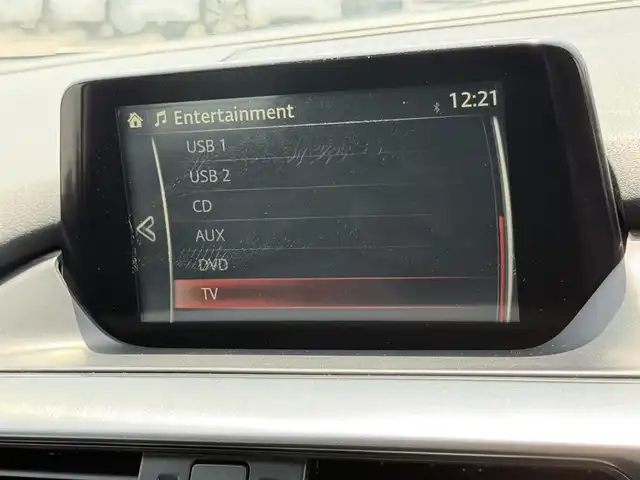 Entertainment 12:21
USB 1
USB 2
CD
AUX
DVD
TV